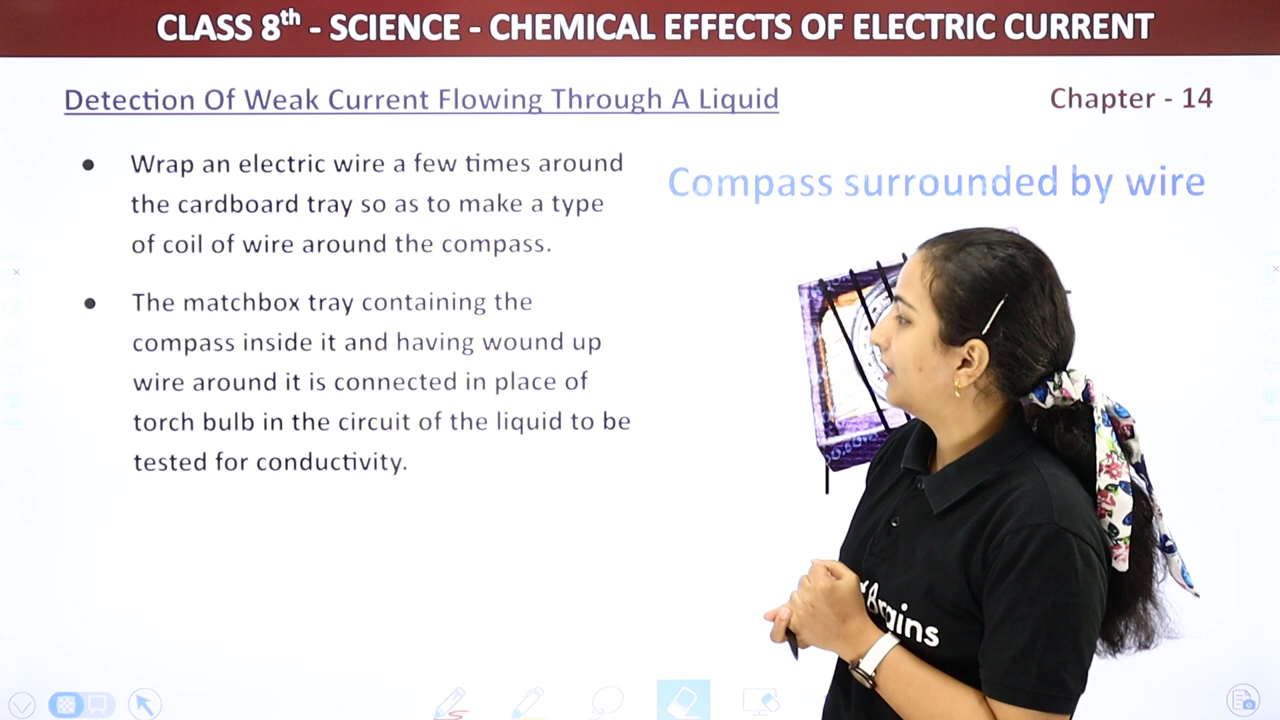 CLASS 8th - SCIENCE - CHEMICAL EFFECTS OF ELECTRIC CURRENT
Detection Of Weak Current Flowing Through A Liquid
Chapter - 14
● Wrap an electric wire a few times around
the cardboard tray so as to make a type
of coil of wire around the compass.
Compass surrounded by wire
● The matchbox tray containing the
compass inside it and having wound up
wire around it is connected in place of
torch bulb in the circuit of the liquid to be
tested for conductivity.
Brains